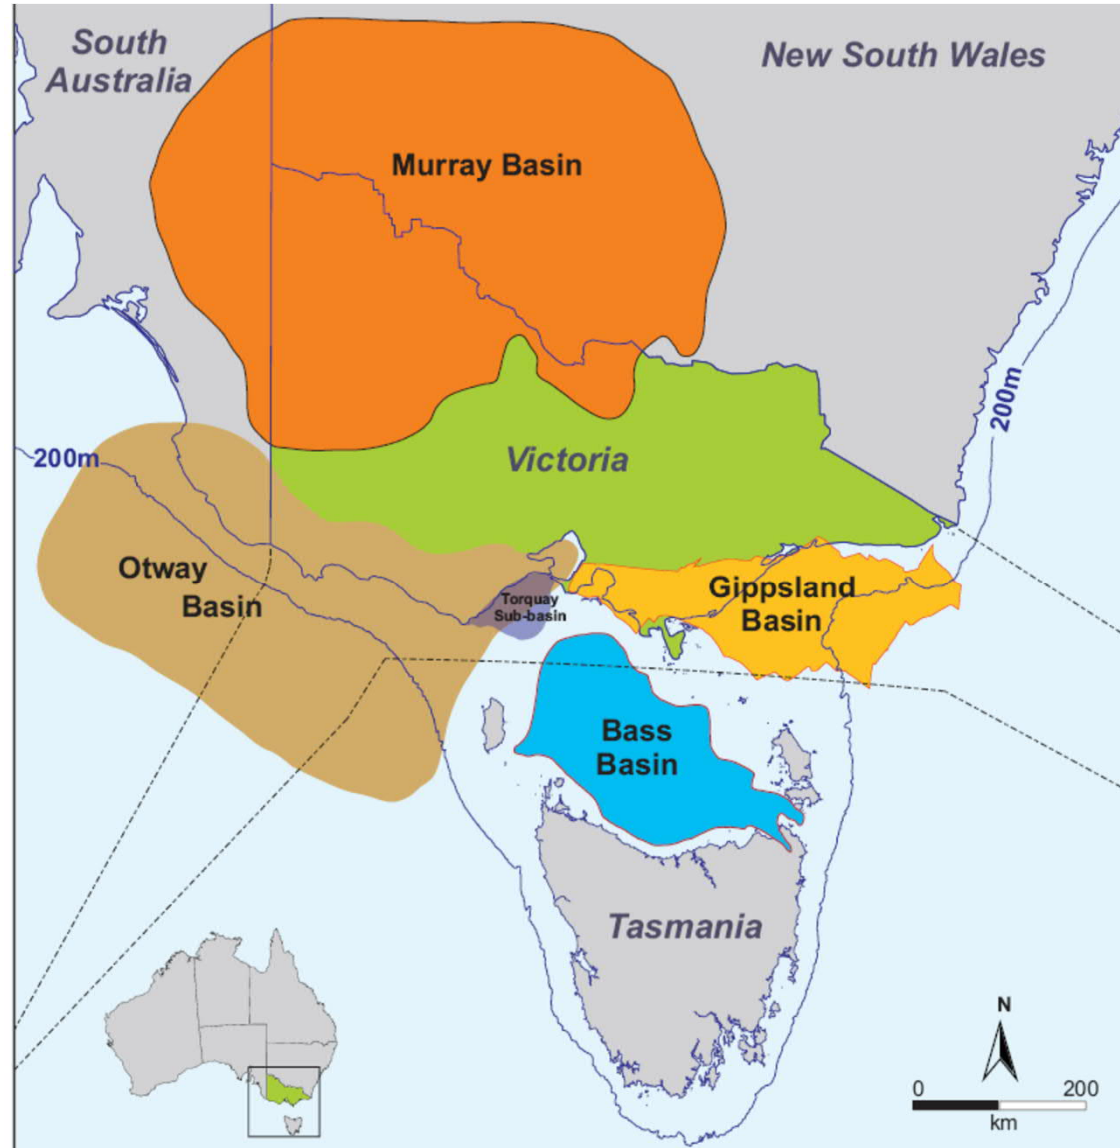 South
Australia
New South Wales
Murray Basin
200m
Victoria
200m
Otway
Basin
Torquay
Sub-basin
Gippsland
Basin
Bass
Basin
Tasmania
N
0 200
km